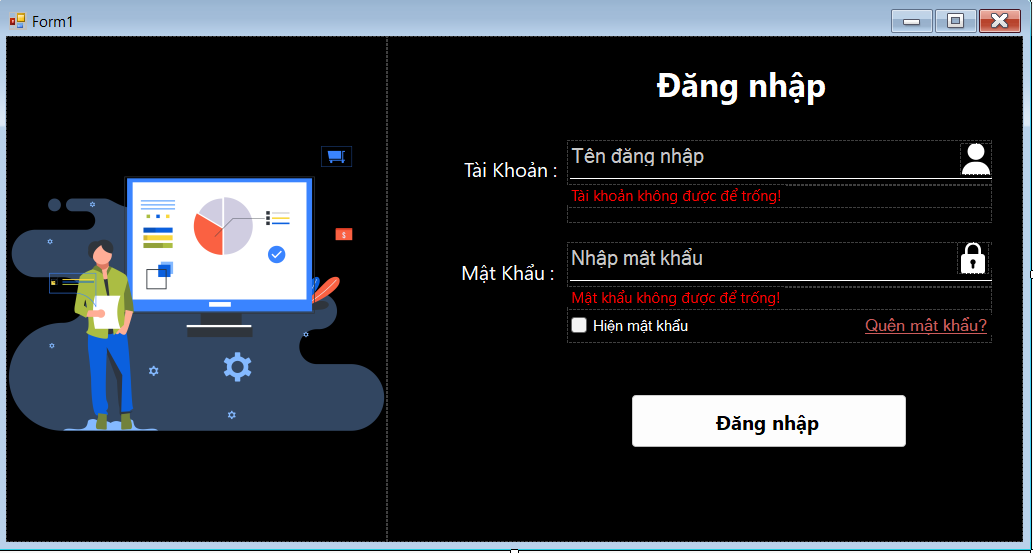 Form1
Đăng nhập
Tài Khoản :
Tên đăng nhập
Tài khoản không được để trống!
Mật Khẩu :
Nhập mật khẩu
Mật khẩu không được để trống!
Hiện mật khẩu
Quên mật khẩu?
Đăng nhập